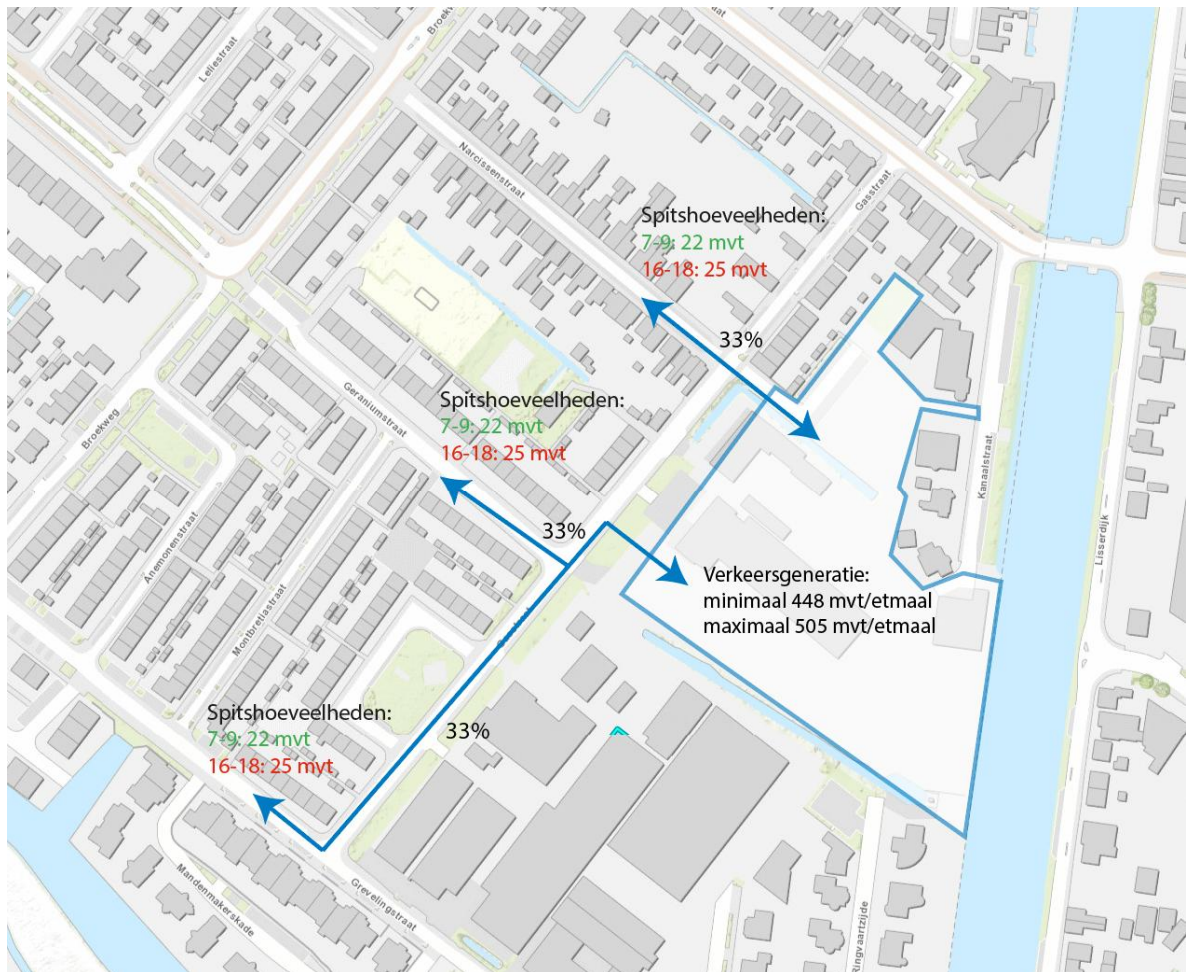 Leliestraat
Broekw
Narcissenstraat
Gasstraat
Spitshoeveelheden:
7-9: 22 mvt
16-18: 25 mvt
33%
Geraniumstraat
Spitshoeveelheden:
7-9: 22 mvt
16-18: 25 mvt
33%
Broekweg
Kanaalstraat
Lisserdijk
Anemonenstraat
Verkeersgeneratie:
minimaal 448 mvt/etmaal
maximaal 505 mvt/etmaal
Montbretiastraat
Spitshoeveelheden:
7-9: 22 mvt
16-18: 25 mvt
33%
Mandenmakerskade
Grevelingstraat
Ringvaartzijde